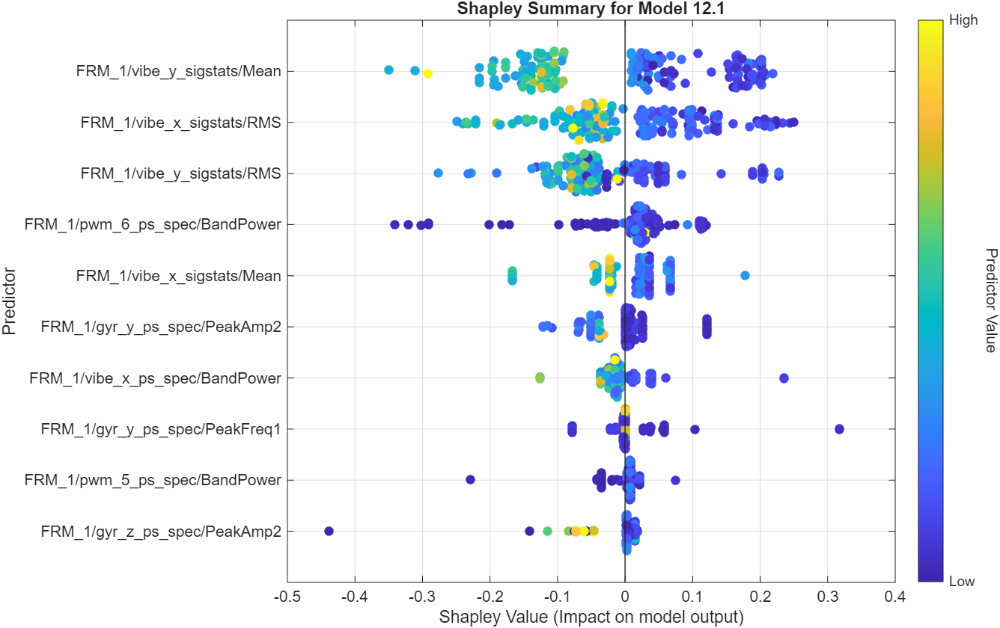 Shapley Summary for Model 12.1
High
FRM_1/vibe_y_sigstats/Mean
FRM_1/vibe_x_sigstats/RMS
FRM_1/vibe_y_sigstats/RMS
FRM_1/pwm_6_ps_spec/BandPower
FRM_1/vibe_x_sigstats/Mean
FRM_1/gyr_y_ps_spec/PeakAmp2
FRM_1/vibe_x_ps_spec/BandPower
FRM_1/gyr_y_ps_spec/PeakFreq1
FRM_1/pwm_5_ps_spec/BandPower
FRM_1/gyr_z_ps_spec/PeakAmp2
Predictor
Predictor Value
Low
-0.5 -0.4 -0.3 -0.2 -0.1 0 0.1 0.2 0.3 0.4
Shapley Value (Impact on model output)